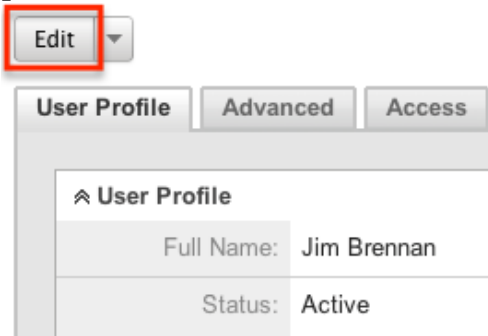 Edit
User Profile Advanced Access
User Profile
Full Name: Jim Brennan
Status: Active